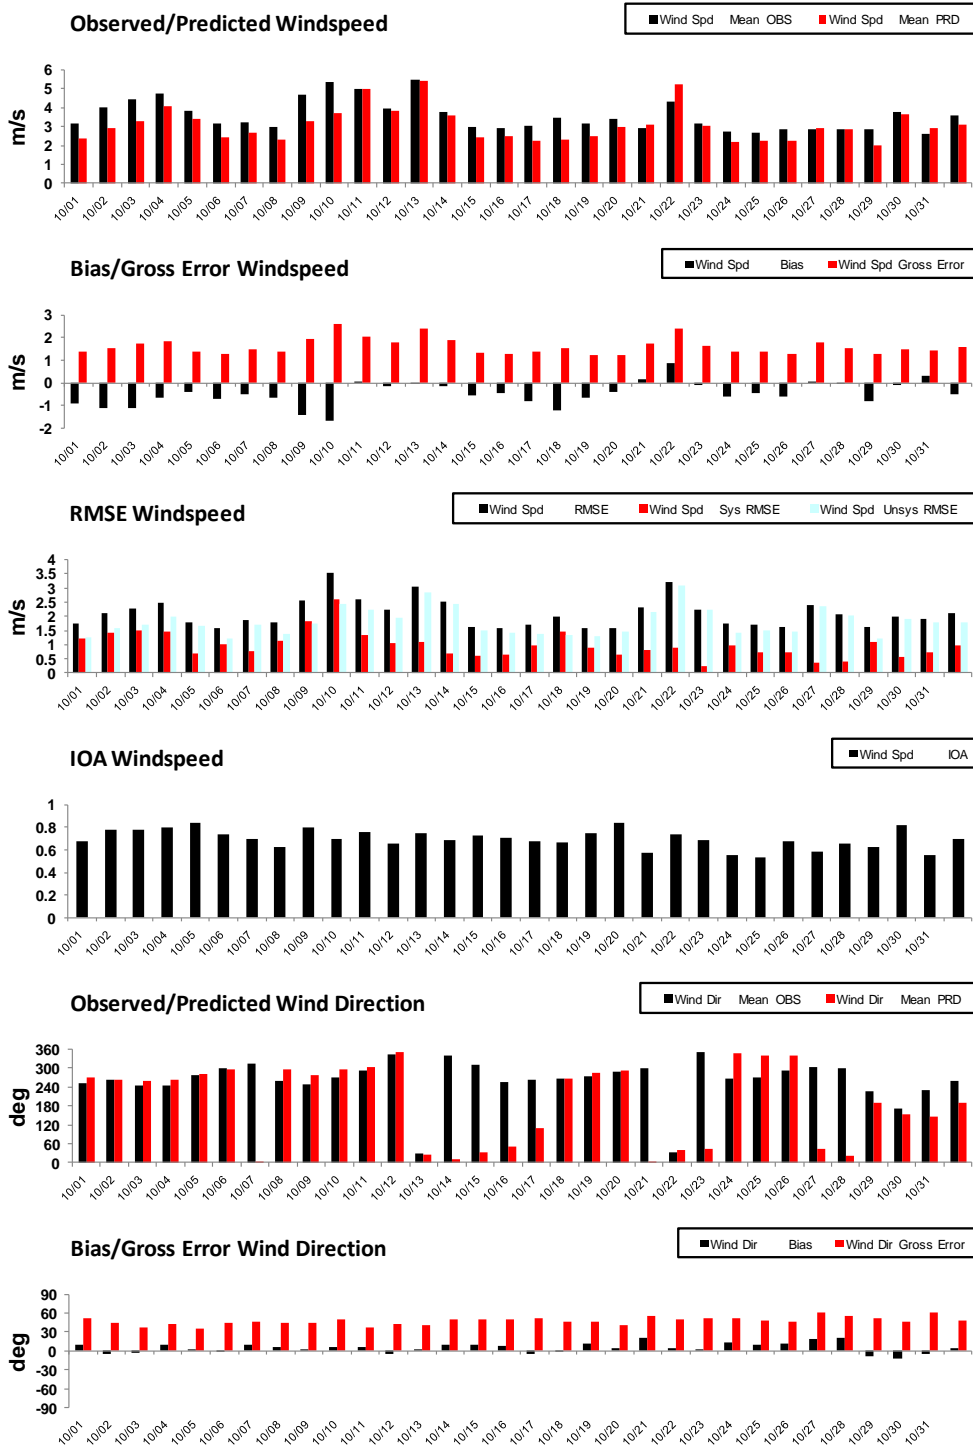 Observed/Predicted Windspeed
Wind Spd Mean OBS Wind Spd Mean PRD
m/s
6
5
4
3
2
1
0
10/01 10/02 10/03 10/04 10/05 10/06 10/07 10/08 10/09 10/10 10/11 10/12 10/13 10/14 10/15 10/16 10/17 10/18 10/19 10/20 10/21 10/22 10/23 10/24 10/25 10/26 10/27 10/28 10/29 10/30 10/31
Bias/Gross Error Windspeed
Wind Spd Bias Wind Spd Gross Error
m/s
3
2
1
0
-1
-2
10/01 10/02 10/03 10/04 10/05 10/06 10/07 10/08 10/09 10/10 10/11 10/12 10/13 10/14 10/15 10/16 10/17 10/18 10/19 10/20 10/21 10/22 10/23 10/24 10/25 10/26 10/27 10/28 10/29 10/30 10/31
RMSE Windspeed
Wind Spd RMSE Wind Spd Sys RMSE Wind Spd Unsys RMSE
m/s
4
3.5
3
2.5
2
1.5
1
0.5
0
10/01 10/02 10/03 10/04 10/05 10/06 10/07 10/08 10/09 10/10 10/11 10/12 10/13 10/14 10/15 10/16 10/17 10/18 10/19 10/20 10/21 10/22 10/23 10/24 10/25 10/26 10/27 10/28 10/29 10/30 10/31
IOA Windspeed
Wind Spd IOA
1
0.8
0.6
0.4
0.2
0
10/01 10/02 10/03 10/04 10/05 10/06 10/07 10/08 10/09 10/10 10/11 10/12 10/13 10/14 10/15 10/16 10/17 10/18 10/19 10/20 10/21 10/22 10/23 10/24 10/25 10/26 10/27 10/28 10/29 10/30 10/31
Observed/Predicted Wind Direction
Wind Dir Mean OBS Wind Dir Mean PRD
deg
360
300
240
180
120
60
0
10/01 10/02 10/03 10/04 10/05 10/06 10/07 10/08 10/09 10/10 10/11 10/12 10/13 10/14 10/15 10/16 10/17 10/18 10/19 10/20 10/21 10/22 10/23 10/24 10/25 10/26 10/27 10/28 10/29 10/30 10/31
Bias/Gross Error Wind Direction
Wind Dir Bias Wind Dir Gross Error
deg
90
60
30
0
-30
-60
-90
10/01 10/02 10/03 10/04 10/05 10/06 10/07 10/08 10/09 10/10 10/11 10/12 10/13 10/14 10/15 10/16 10/17 10/18 10/19 10/20 10/21 10/22 10/23 10/24 10/25 10/26 10/27 10/28 10/29 10/30 10/31